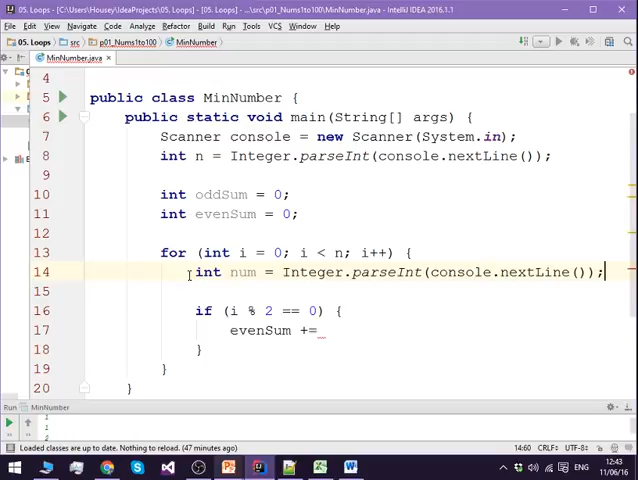 05. Loops - [C:\Users\Housey\IdeaProjects\05. Loops] - [05. Loops] - ...\src\p01_Nums1to100\MinNumber.java - IntelliJ IDEA 2016.1.1
File Edit View Navigate Code Analyze Refactor Build Run Tools VCS Window Help
05. Loops src p01_Nums1to100 MinNumber
MinNumber.java
4
5 public class MinNumber {
6 public static void main(String[] args) {
7 Scanner console = new Scanner(System.in);
8 int n = Integer.parseInt(console.nextLine());
9
10 int oddSum = 0;
11 int evenSum = 0;
12
13 for (int i = 0; i < n; i++) {
14 int num = Integer.parseInt(console.nextLine());
15
16 if (i % 2 == 0) {
17 evenSum +=
18 }
19 }
20 }
Run MinNumber
1
1
2
Loaded classes are up to date. Nothing to reload. (47 minutes ago) 14:60 CRLF÷ UTF-8÷
ENG 12:43
11/06/16